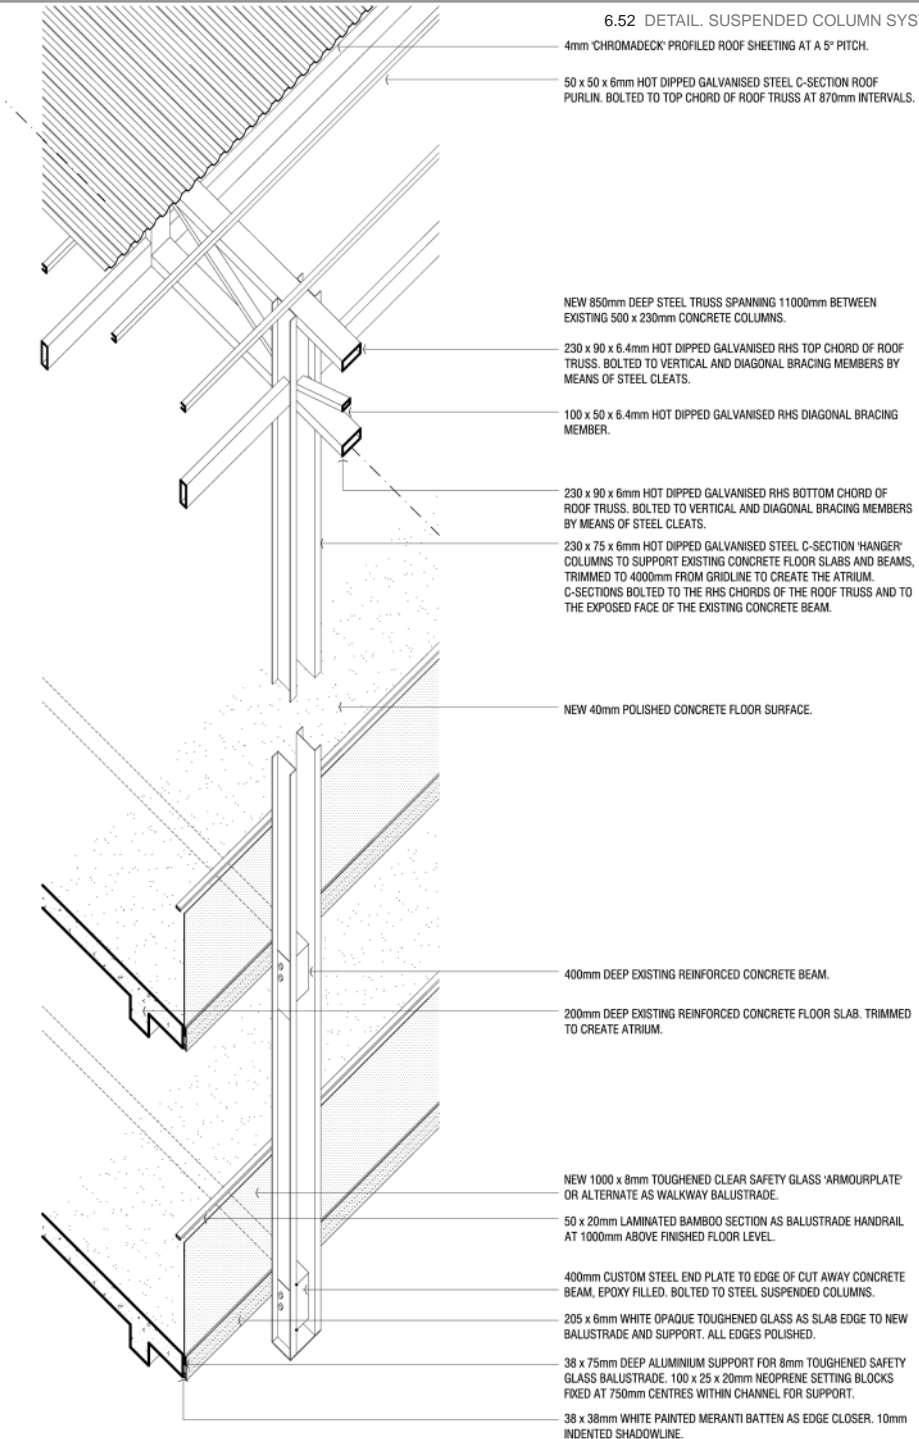 6.52 DETAIL. SUSPENDED COLUMN SYS
4mm 'CHROMADECK' PROFILED ROOF SHEETING AT A 5° PITCH.
50 x 50 x 6mm HOT DIPPED GALVANISED STEEL C-SECTION ROOF
PURLIN. BOLTED TO TOP CHORD OF ROOF TRUSS AT 870mm INTERVALS.
NEW 850mm DEEP STEEL TRUSS SPANNING 11000mm BETWEEN
EXISTING 500 x 230mm CONCRETE COLUMNS.
230 x 90 x 6.4mm HOT DIPPED GALVANISED RHS TOP CHORD OF ROOF
TRUSS. BOLTED TO VERTICAL AND DIAGONAL BRACING MEMBERS BY
MEANS OF STEEL CLEATS.
100 x 50 x 6.4mm HOT DIPPED GALVANISED RHS DIAGONAL BRACING
MEMBER.
230 x 90 x 6mm HOT DIPPED GALVANISED RHS BOTTOM CHORD OF
ROOF TRUSS. BOLTED TO VERTICAL AND DIAGONAL BRACING MEMBERS
BY MEANS OF STEEL CLEATS.
230 x 75 x 6mm HOT DIPPED GALVANISED STEEL C-SECTION 'HANGER'
COLUMNS TO SUPPORT EXISTING CONCRETE FLOOR SLABS AND BEAMS,
TRIMMED TO 4000mm FROM GRIDLINE TO CREATE THE ATRIUM.
C-SECTIONS BOLTED TO THE RHS CHORDS OF THE ROOF TRUSS AND TO
THE EXPOSED FACE OF THE EXISTING CONCRETE BEAM.
NEW 40mm POLISHED CONCRETE FLOOR SURFACE.
400mm DEEP EXISTING REINFORCED CONCRETE BEAM.
200mm DEEP EXISTING REINFORCED CONCRETE FLOOR SLAB. TRIMMED
TO CREATE ATRIUM.
NEW 1000 x 8mm TOUGHENED CLEAR SAFETY GLASS 'ARMOURPLATE'
OR ALTERNATE AS WALKWAY BALUSTRADE.
50 x 20mm LAMINATED BAMBOO SECTION AS BALUSTRADE HANDRAIL
AT 1000mm ABOVE FINISHED FLOOR LEVEL.
400mm CUSTOM STEEL END PLATE TO EDGE OF CUT AWAY CONCRETE
BEAM, EPOXY FILLED. BOLTED TO STEEL SUSPENDED COLUMNS.
205 x 6mm WHITE OPAQUE TOUGHENED GLASS AS SLAB EDGE TO NEW
BALUSTRADE AND SUPPORT. ALL EDGES POLISHED.
38 x 75mm DEEP ALUMINIUM SUPPORT FOR 8mm TOUGHENED SAFETY
GLASS BALUSTRADE. 100 x 25 x 20mm NEOPRENE SETTING BLOCKS
FIXED AT 750mm CENTRES WITHIN CHANNEL FOR SUPPORT.
38 x 38mm WHITE PAINTED MERANTI BATTEN AS EDGE CLOSER. 10mm
INDENTED SHADOWLINE.